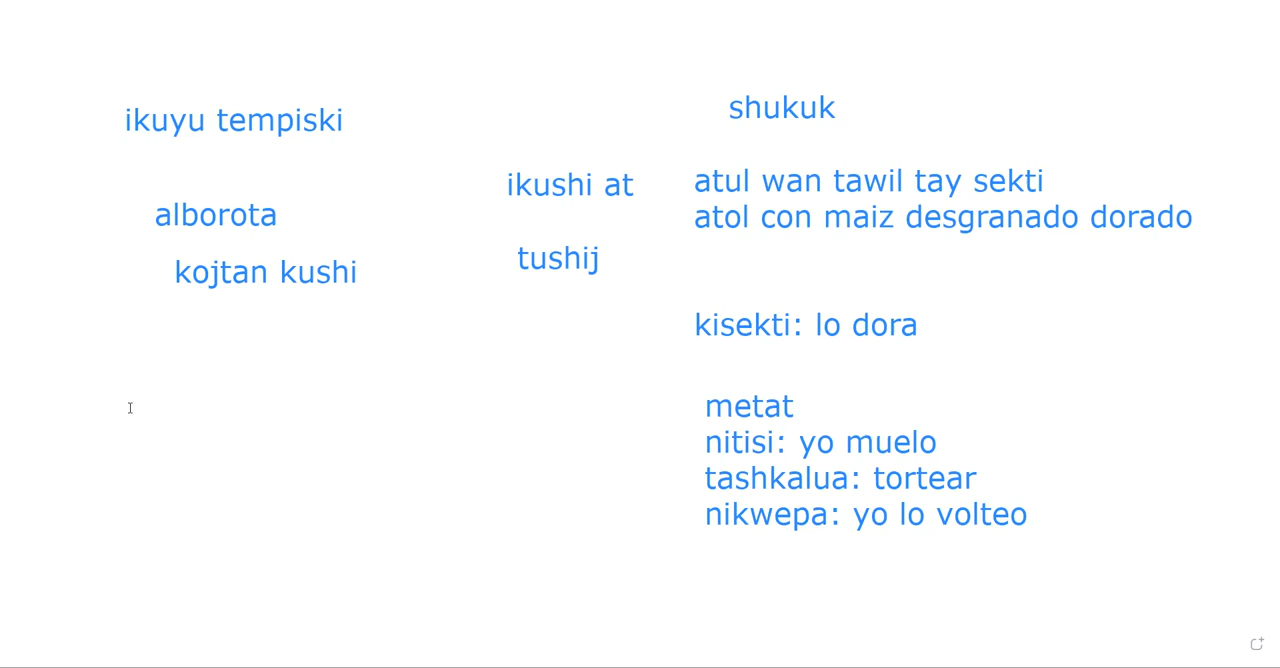 ikuyu tempiski
alborota
kojtan kushi
ikushi at
tushij
shukuk
atul wan tawil tay sekti
atol con maiz desgranado dorado
kisekti: lo dora
metat
nitisi: yo muelo
tashkalua: tortear
nikwepa: yo lo volteo